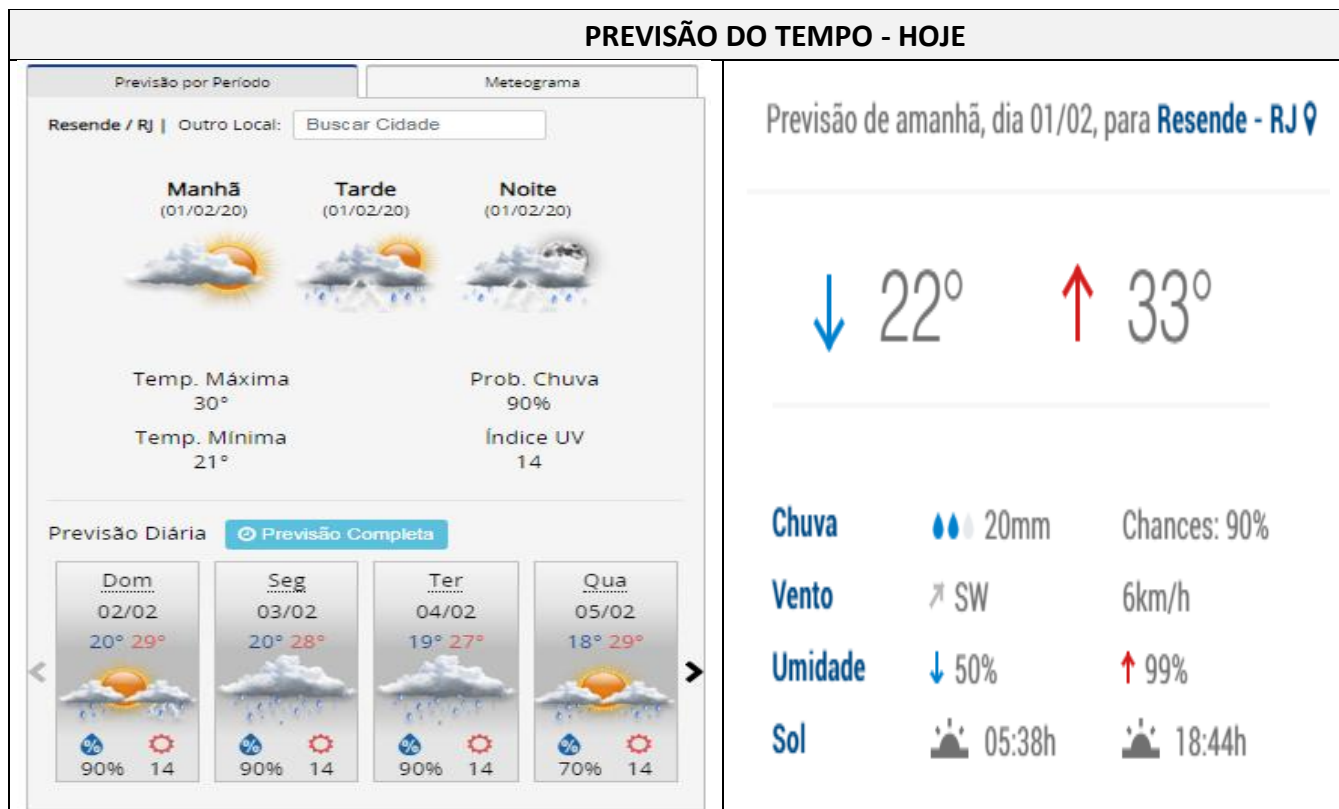 PREVISÃO DO TEMPO - HOJE
Previsão por Período
Meteograma
Resende / RJ | Outro Local: Buscar Cidade
Manhã Tarde Noite
(01/02/20) (01/02/20) (01/02/20)
Temp. Máxima Prob. Chuva
30° 90%
Temp. Mínima Índice UV
21° 14
Previsão Diária Previsão Completa
Dom Seg Ter Qua
02/02 03/02 04/02 05/02
20° 29° 20° 28° 19° 27° 18° 29°
% % % %
90% 14 90% 14 90% 14 70% 14
Previsão de amanhã, dia 01/02, para Resende - RJ
22° 33°
Chuva 20mm Chances: 90%
Vento SW 6km/h
Umidade 50% 99%
Sol 05:38h 18:44h